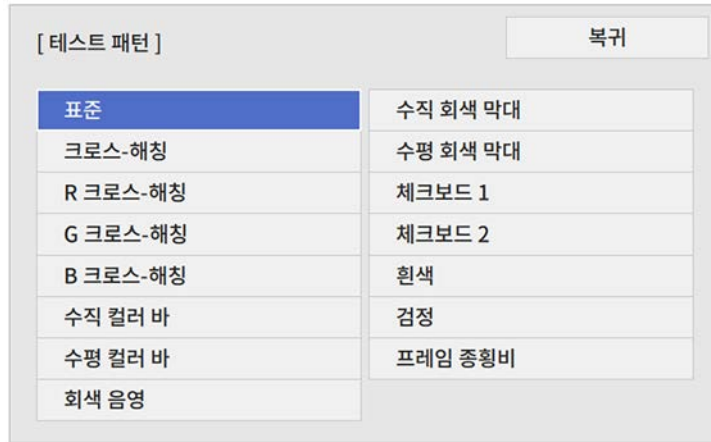 [ 테스트 패턴 ]
복귀
표준
크로스-해칭
R 크로스-해칭
G 크로스-해칭
B 크로스-해칭
수직 컬러 바
수평 컬러 바
회색 음영
수직 회색 막대
수평 회색 막대
체크보드 1
체크보드 2
흰색
검정
프레임 종횡비